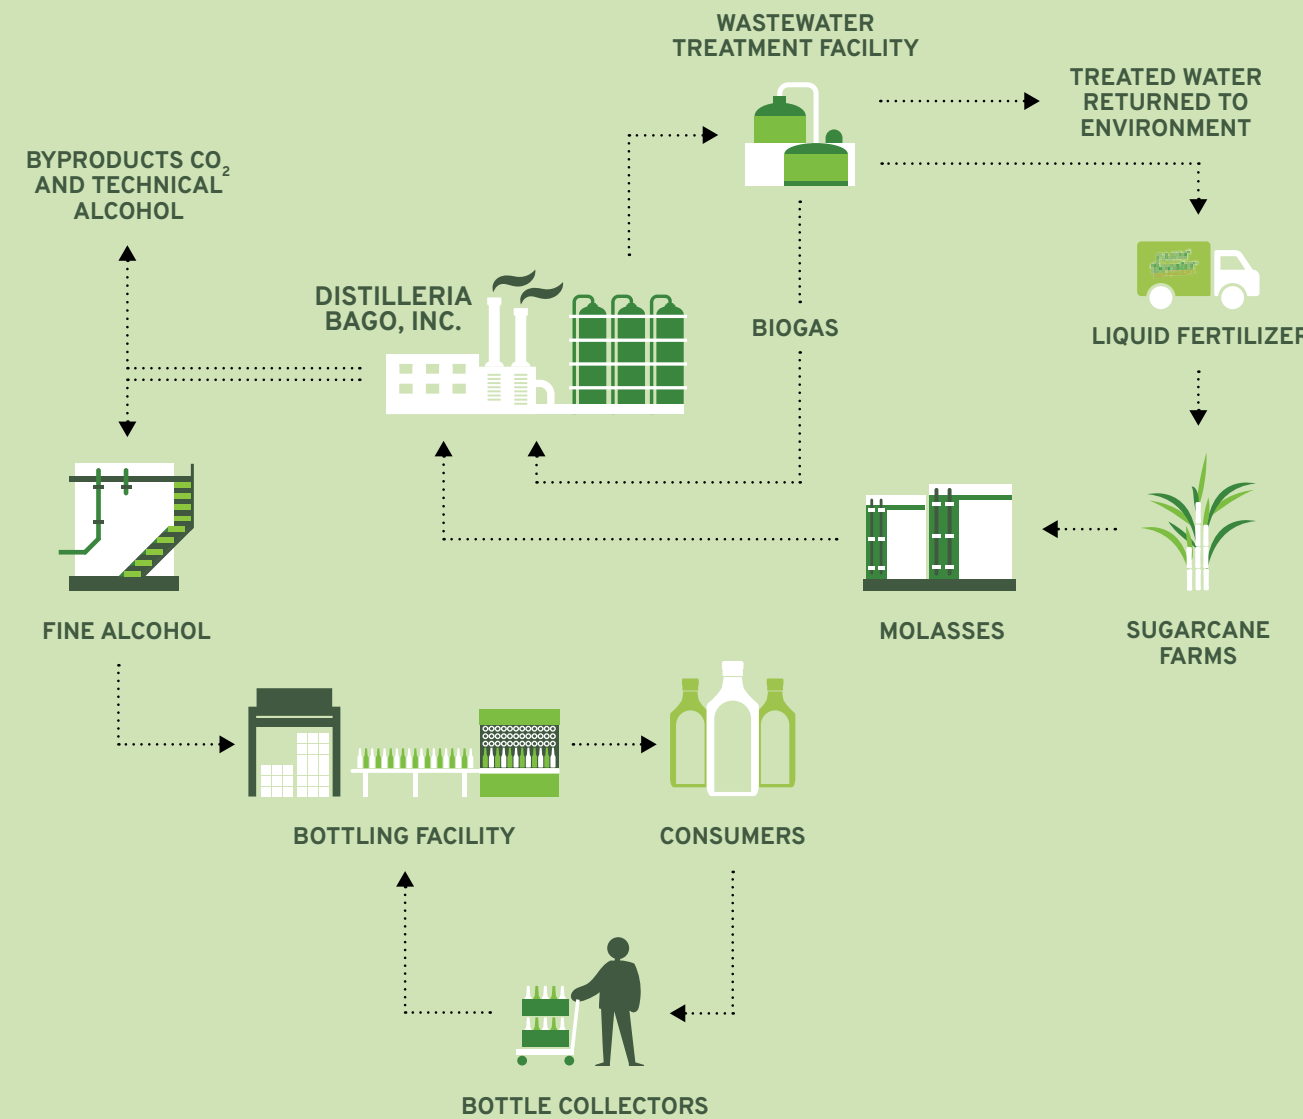 WASTEWATER
TREATMENT FACILITY
TREATED WATER
RETURNED TO
ENVIRONMENT
BYPRODUCTS CO₂
AND TECHNICAL
ALCOHOL
DISTILLERIA
BAGO, INC.
BIOGAS
LIQUID FERTILIZER
FINE ALCOHOL
MOLASSES
SUGARCANE
FARMS
BOTTLING FACILITY
CONSUMERS
BOTTLE COLLECTORS